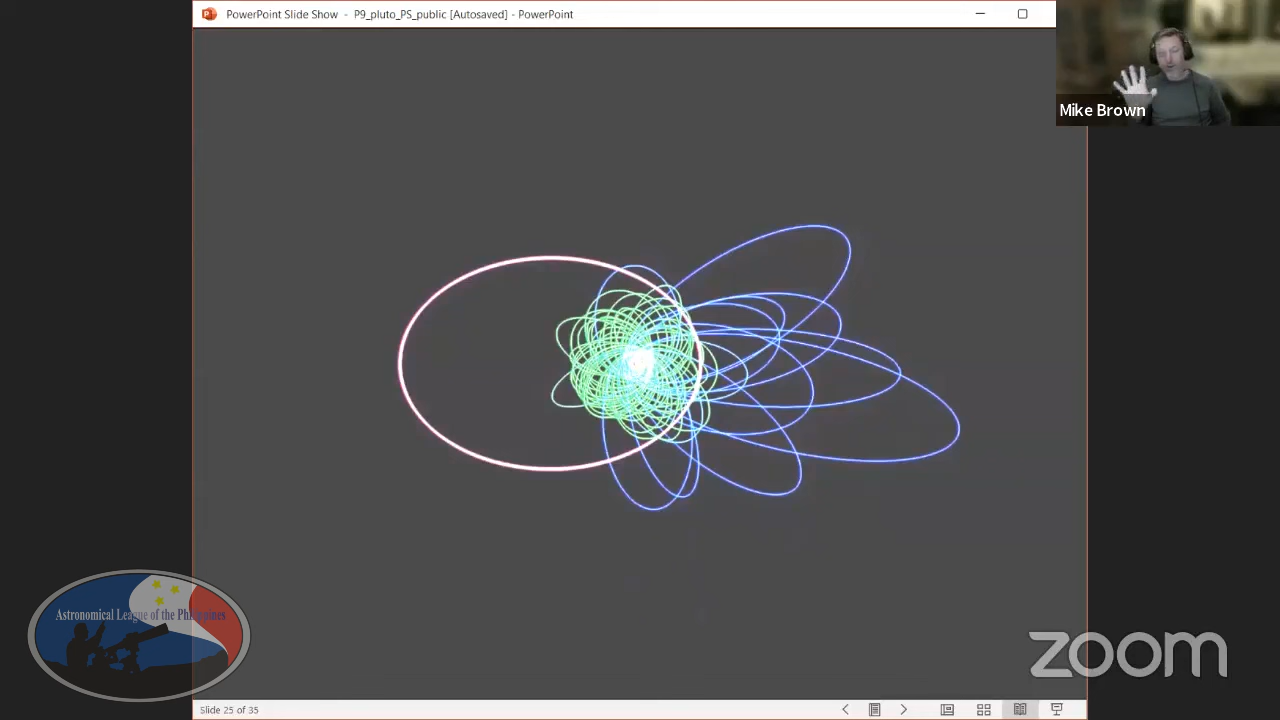 PowerPoint Slide Show - P9_pluto_PS_public [Autosaved] - PowerPoint
Mike Brown
Astronomical League of the Philippines
zoom
Slide 25 of 35